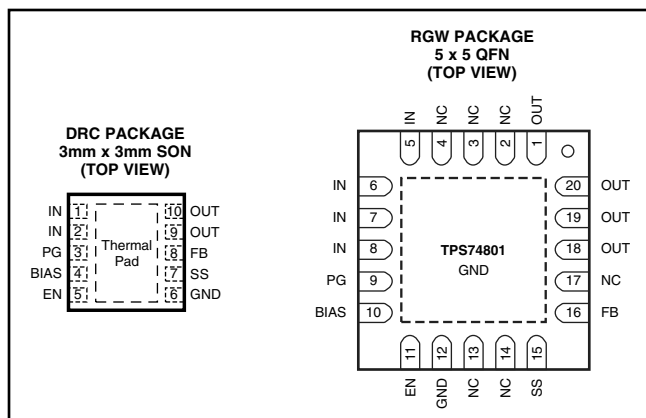 RGW PACKAGE
5 x 5 QFN
(TOP VIEW)
IN
NC
NC
NC
OUT
5
4
3
2
1
DRC PACKAGE
3mm x 3mm SON
(TOP VIEW)
IN 1 10 OUT
IN 2 9 OUT
PG 3 Thermal Pad 8 FB
BIAS 4 7 SS
EN 5 6 GND
IN 6 20 OUT
IN 7 19 OUT
IN 8 TPS74801 18 OUT
GND
PG 9 17 NC
BIAS 10 16 FB
11
12
13
14
15
EN
GND
NC
NC
SS